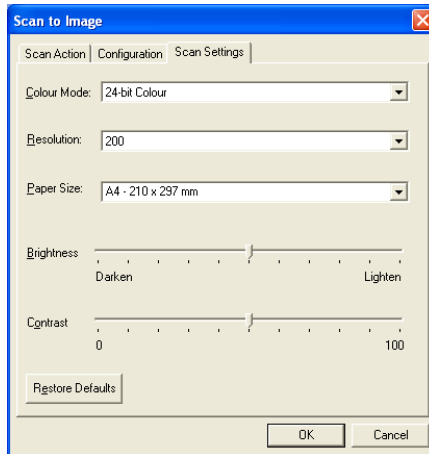 Scan to Image
Scan Action Configuration Scan Settings
Colour Mode: 24-bit Colour
Resolution: 200
Paper Size: A4 - 210 x 297 mm
Brightness
Darken Lighten
Contrast
0 100
Restore Defaults
OK Cancel